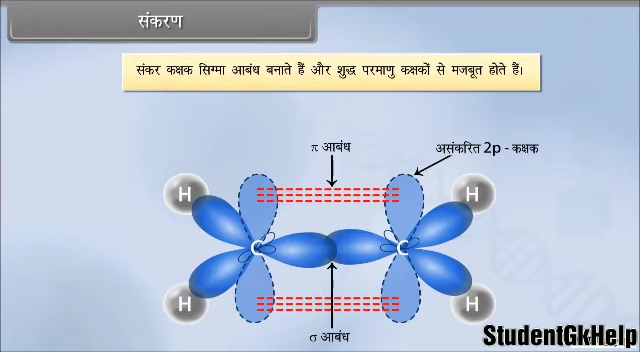 संकरण
संकर कक्षक सिग्मा आबंध बनाते हैं और शुद्ध परमाणु कक्षकों से मजबूत होते हैं।
π आबंध
असंकरित 2p - कक्षक
H
H
C
C
H
H
σ आबंध
StudentGkHelp